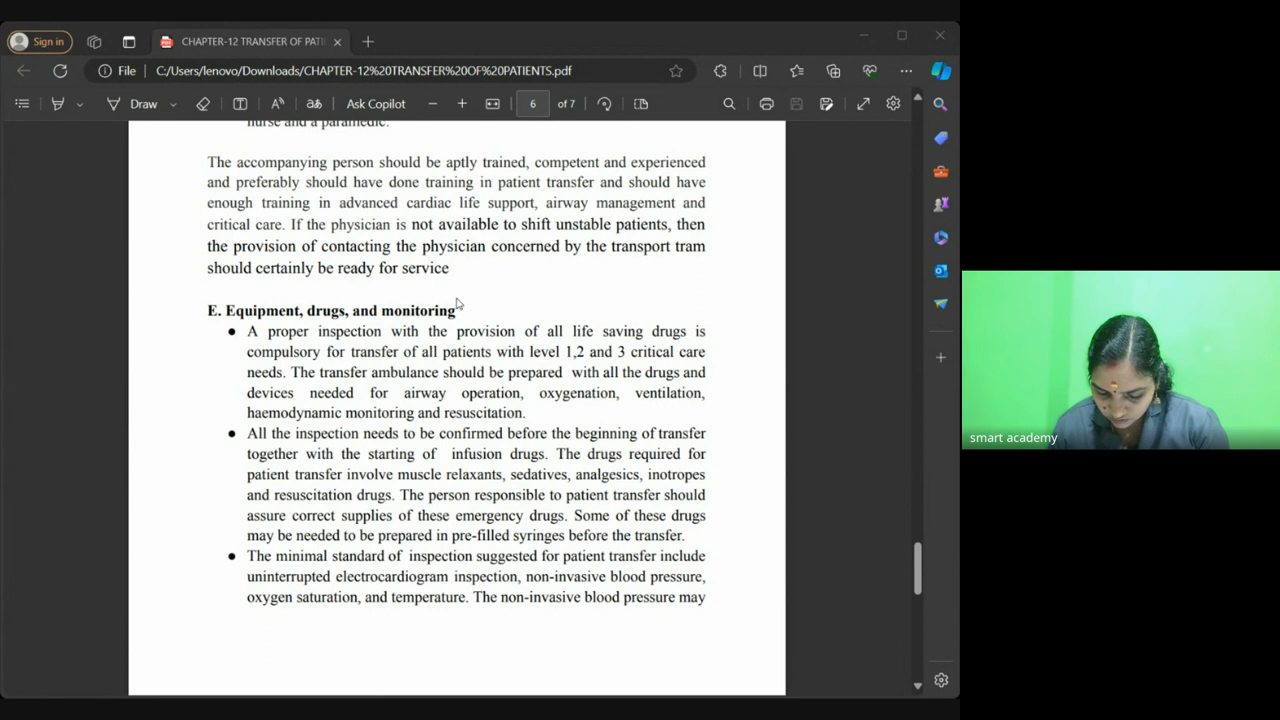 Sign in
CHAPTER-12 TRANSFER OF PATI
File
C:/Users/lenovo/Downloads/CHAPTER-12%20TRANSFER%20OF%20PATIENTS.pdf
Draw
Ask Copilot
6
of 7
nurse and a paramedic.
The accompanying person should be aptly trained, competent and experienced
and preferably should have done training in patient transfer and should have
enough training in advanced cardiac life support, airway management and
critical care. If the physician is not available to shift unstable patients, then
the provision of contacting the physician concerned by the transport tram
should certainly be ready for service
E. Equipment, drugs, and monitoring
● A proper inspection with the provision of all life saving drugs is
compulsory for transfer of all patients with level 1,2 and 3 critical care
needs. The transfer ambulance should be prepared with all the drugs and
devices needed for airway operation, oxygenation, ventilation,
haemodynamic monitoring and resuscitation.
● All the inspection needs to be confirmed before the beginning of transfer
together with the starting of infusion drugs. The drugs required for
patient transfer involve muscle relaxants, sedatives, analgesics, inotropes
and resuscitation drugs. The person responsible to patient transfer should
assure correct supplies of these emergency drugs. Some of these drugs
may be needed to be prepared in pre-filled syringes before the transfer.
● The minimal standard of inspection suggested for patient transfer include
uninterrupted electrocardiogram inspection, non-invasive blood pressure,
oxygen saturation, and temperature. The non-invasive blood pressure may
smart academy